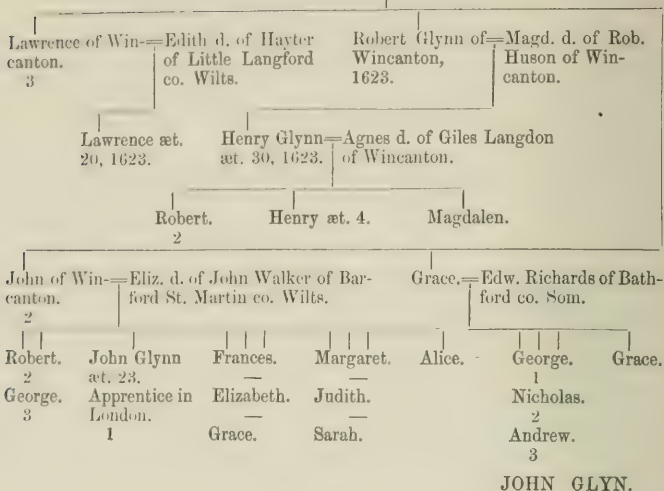 Lawrence of Win-=Edith d. of Hayter
canton. of Little Langford
3 co. Wilts.
Robert Glynn of=Magd. d. of Rob.
Wincanton, Huson of Win-
1623. canton.
Lawrence æt.
20, 1623.
Henry Glynn=Agnes d. of Giles Langdon
æt. 30, 1623. of Wincanton.
Robert. Henry æt. 4. Magdalen.
2
John of Win-=Eliz. d. of John Walker of Bar-
canton. ford St. Martin co. Wilts.
2
Grace.=Edw. Richards of Bath-
ford co. Som.
Robert. John Glynn Frances. Margaret. Alice. George. Grace.
2 æt. 23. — — 1
George. Apprentice in Elizabeth. Judith. Nicholas.
3 London. — — 2
1 Grace. Sarah. Andrew.
3
JOHN GLYN.